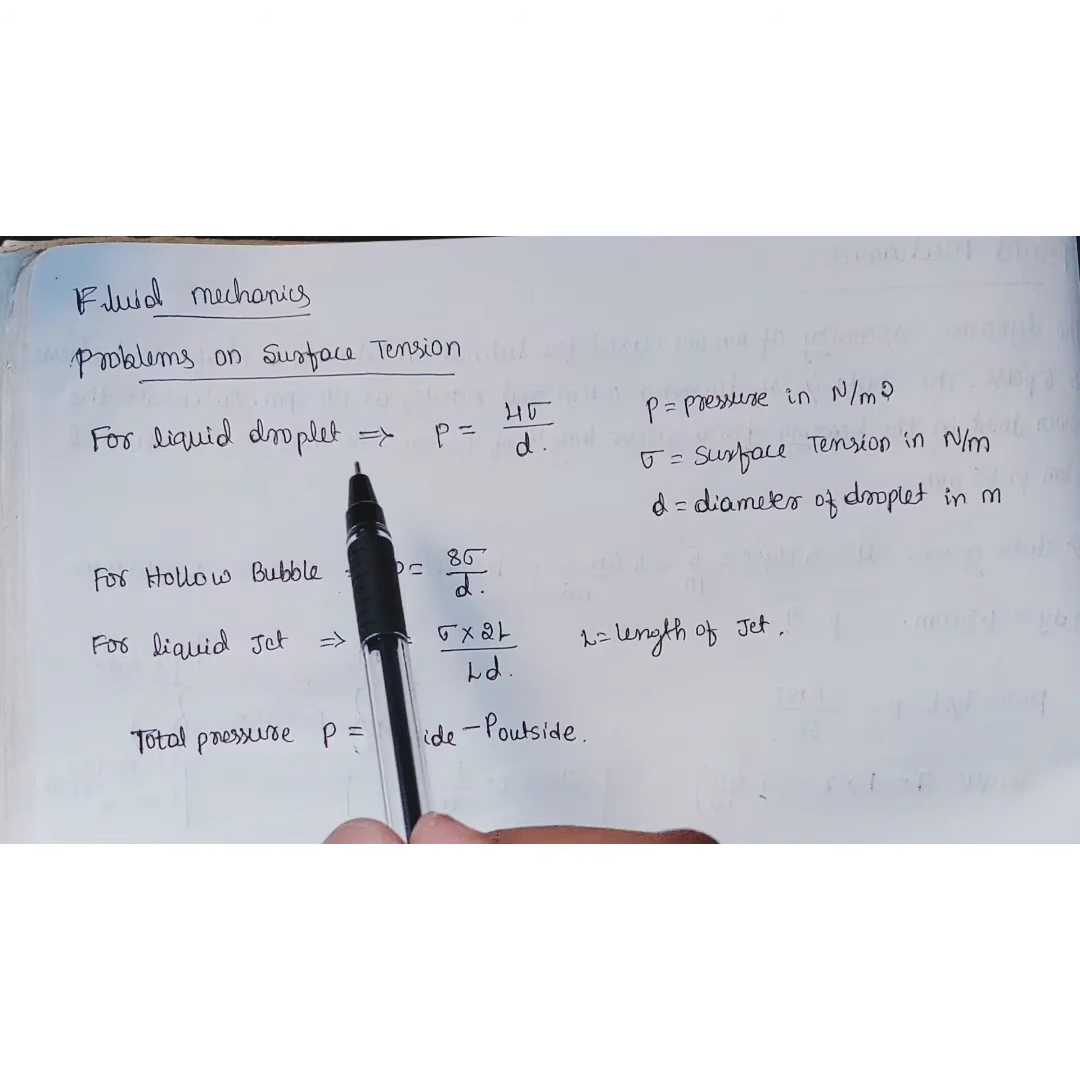 Fluid mechanics
Problems on Surface Tension
For liquid droplet => P = 4σ/d.
P = pressure in N/m2
σ = Surface Tension in N/m
d = diameter of droplet in m
For Hollow Bubble = 8σ/d.
For liquid Jet => σ×2L/Ld.
L = length of Jet.
Total pressure P = - Poutside.